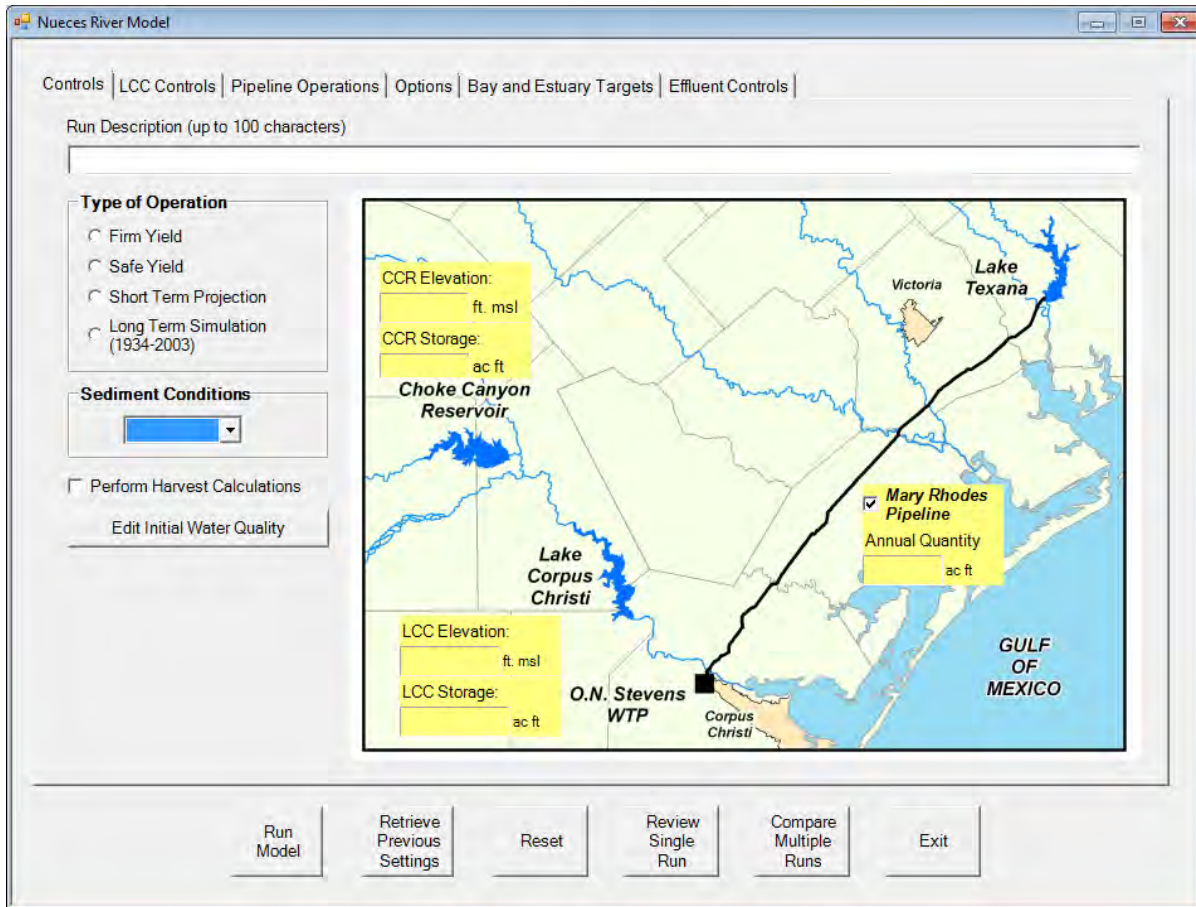 Nueces River Model
Controls
LCC Controls
Pipeline Operations
Options
Bay and Estuary Targets
Effluent Controls
Run Description (up to 100 characters)
Type of Operation
Firm Yield
Safe Yield
Short Term Projection
Long Term Simulation
(1934-2003)
Sediment Conditions
Perform Harvest Calculations
Edit Initial Water Quality
CCR Elevation:
ft. msl
CCR Storage:
ac ft
Choke Canyon
Reservoir
Victoria
Lake
Texana
Mary Rhodes
Pipeline
Annual Quantity
ac ft
Lake
Corpus
Christi
LCC Elevation:
ft. msl
LCC Storage:
ac ft
O.N. Stevens
WTP
Corpus
Christi
GULF
OF
MEXICO
Run
Model
Retrieve
Previous
Settings
Reset
Review
Single
Run
Compare
Multiple
Runs
Exit